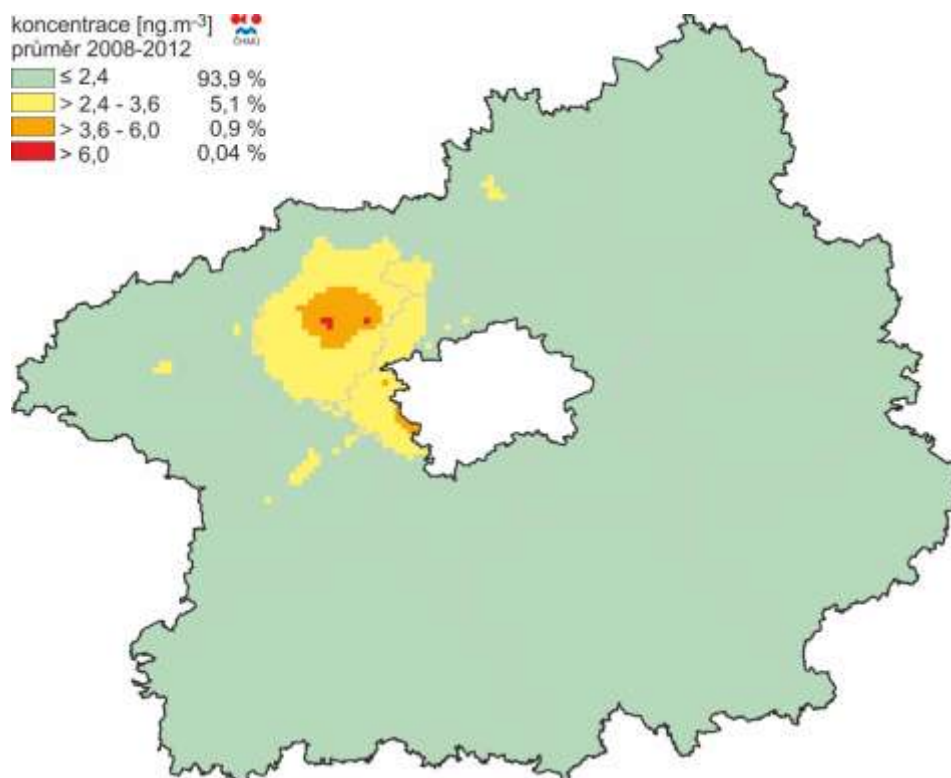 koncentrace [ng.m-3]
ČHMÚ
průměr 2008-2012
≤ 2,4 93,9 %
> 2,4 - 3,6 5,1 %
> 3,6 - 6,0 0,9 %
> 6,0 0,04 %